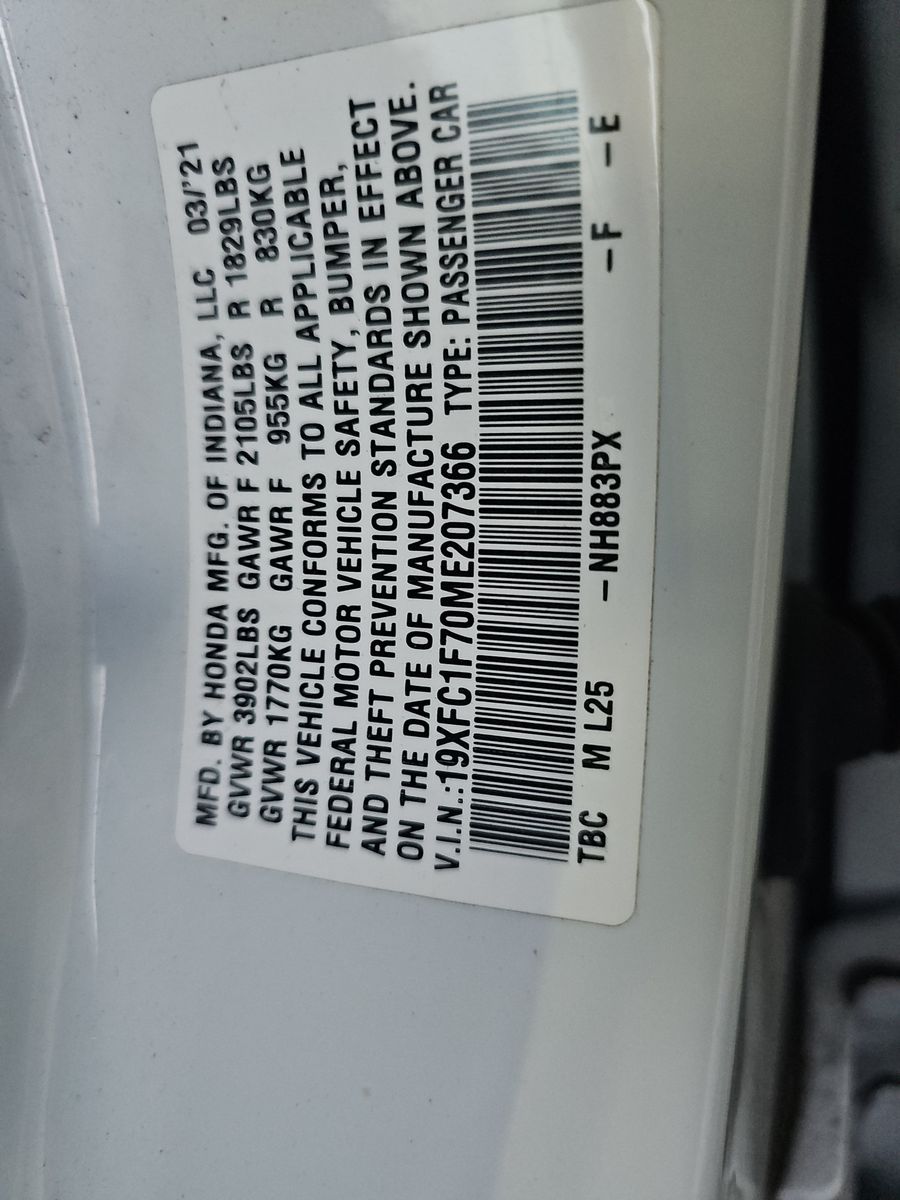 MFD. BY HONDA MFG. OF INDIANA, LLC 03/'21
GVWR 3902LBS GAWR F 2105LBS R 1829LBS
GVWR 1770KG GAWR F 955KG R 830KG
THIS VEHICLE CONFORMS TO ALL APPLICABLE
FEDERAL MOTOR VEHICLE SAFETY, BUMPER,
AND THEFT PREVENTION STANDARDS IN EFFECT
ON THE DATE OF MANUFACTURE SHOWN ABOVE.
V.I.N.:19XFC1F70ME207366 TYPE: PASSENGER CAR
TBC M L25 -NH883PX -F -E